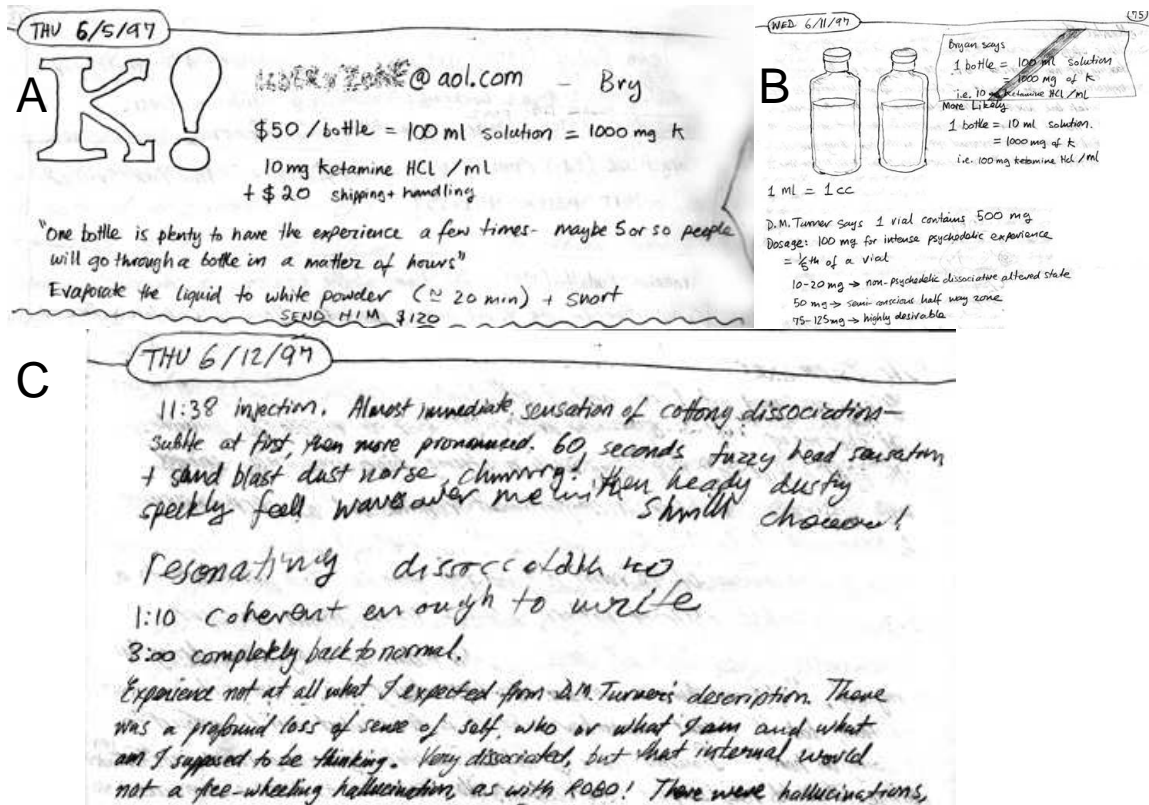 A
THU 6/5/97
K!
@aol.com - Bry
$50 / bottle = 100 ml solution = 1000 mg K
10 mg Ketamine HCl / ml
+ $20 shipping + handling
"One bottle is plenty to have the experience a few times - maybe 5 or so people
will go through a bottle in a matter of hours"
Evaporate the liquid to white powder (≃ 20 min) + snort
SEND HIM $120
B
WED 6/11/97
75
Bryan says
1 bottle = 100 ml solution
= 1000 mg of K
i.e. 10 mg Ketamine HCl / ml
More Likely
1 bottle = 10 ml solution.
= 1000 mg of K
i.e. 100 mg ketamine Hcl / ml
1 ml = 1 cc
D.M. Turner says 1 vial contains 500 mg
Dosage: 100 mg for intense psychedelic experience
= 1/5th of a vial
10-20 mg → non-psychedelic dissociative altered state
50 mg → semi-conscious half way zone
75-125 mg → highly desirable
C
THU 6/12/97
11:38 injection. Almost immediate sensation of cottony dissociation—
subtle at first, then more pronounced. 60 seconds fuzzy head sensation
+ sand blast dust noise, then heady dusty
speckly feel waves over me with
resonating
1:10 coherent enough to write
3:00 completely back to normal.
Experience not at all what I expected from D.M. Turner's description. There
was a profound loss of sense of self, who or what I am and what
am I supposed to be thinking. Very dissociated, but that internal world
not a free-wheeling hallucination as with ROBO! There were hallucinations,